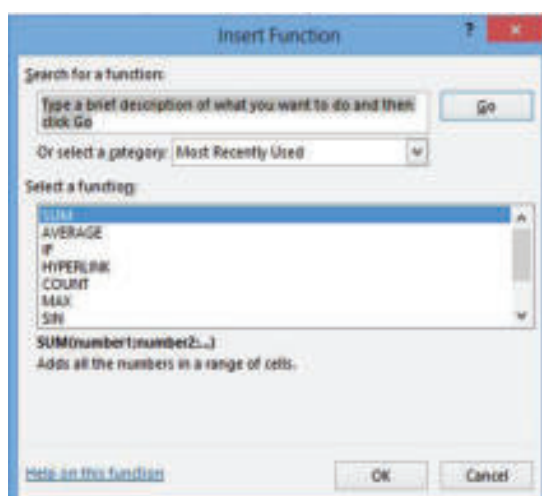 Insert Function
?
Search for a function:
Type a brief description of what you want to do and then
click Go
Go
Or select a category: Most Recently Used
Select a function:
SUM
AVERAGE
IF
HYPERLINK
COUNT
MAX
SIN
SUM(number1;number2;...)
Adds all the numbers in a range of cells.
Help on this function
OK
Cancel